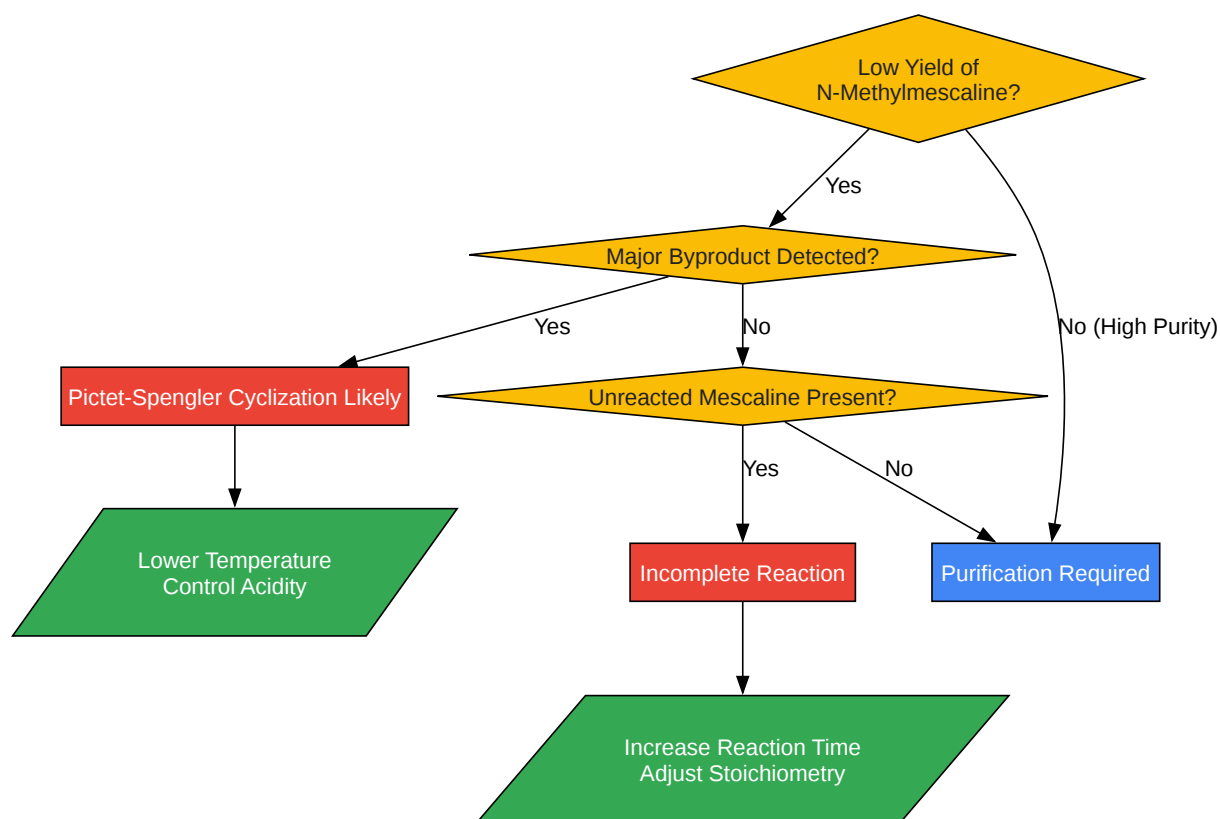 Low Yield of
N-Methylmescaline?
Yes
Major Byproduct Detected?
Yes
No
No (High Purity)
Pictet-Spengler Cyclization Likely
Unreacted Mescaline Present?
Yes
No
Lower Temperature
Control Acidity
Incomplete Reaction
Purification Required
Increase Reaction Time
Adjust Stoichiometry